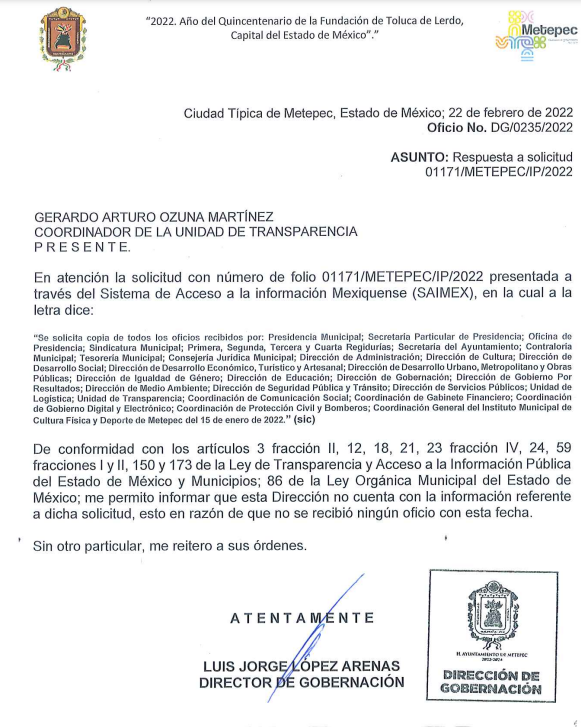 "2022. Año del Quincentenario de la Fundación de Toluca de Lerdo,
Capital del Estado de México"."
Metepec
Ciudad Típica de Metepec, Estado de México; 22 de febrero de 2022
Oficio No. DG/0235/2022
ASUNTO: Respuesta a solicitud
01171/METEPEC/IP/2022
GERARDO ARTURO OZUNA MARTÍNEZ
COORDINADOR DE LA UNIDAD DE TRANSPARENCIA
P R E S E N T E.
En atención la solicitud con número de folio 01171/METEPEC/IP/2022 presentada a
través del Sistema de Acceso a la información Mexiquense (SAIMEX), en la cual a la
letra dice:
"Se solicita copia de todos los oficios recibidos por: Presidencia Municipal; Secretaría Particular de Presidencia; Oficina de
Presidencia; Sindicatura Municipal; Primera, Segunda, Tercera y Cuarta Regidurías; Secretaria del Ayuntamiento; Contraloría
Municipal; Tesorería Municipal; Consejería Jurídica Municipal; Dirección de Administración; Dirección de Cultura; Dirección de
Desarrollo Social; Dirección de Desarrollo Económico, Turístico y Artesanal; Dirección de Desarrollo Urbano, Metropolitano y Obras
Públicas; Dirección de Igualdad de Género; Dirección de Educación; Dirección de Gobernación; Dirección de Gobierno Por
Resultados; Dirección de Medio Ambiente; Dirección de Seguridad Pública y Tránsito; Dirección de Servicios Públicos; Unidad de
Logística; Unidad de Transparencia; Coordinación de Comunicación Social; Coordinación de Gabinete Financiero; Coordinación
de Gobierno Digital y Electrónico; Coordinación de Protección Civil y Bomberos; Coordinación General del Instituto Municipal de
Cultura Física y Deporte de Metepec del 15 de enero de 2022." (sic)
De conformidad con los artículos 3 fracción II, 12, 18, 21, 23 fracción IV, 24, 59
fracciones I y II, 150 y 173 de la Ley de Transparencia y Acceso a la Información Pública
del Estado de México y Municipios; 86 de la Ley Orgánica Municipal del Estado de
México; me permito informar que esta Dirección no cuenta con la información referente
a dicha solicitud, esto en razón de que no se recibió ningún oficio con esta fecha.
Sin otro particular, me reitero a sus órdenes.
A T E N T A M E N T E
LUIS JORGE LÓPEZ ARENAS
DIRECTOR DE GOBERNACIÓN
H. AYUNTAMIENTO DE METEPEC
2022-2024
DIRECCIÓN DE
GOBERNACIÓN